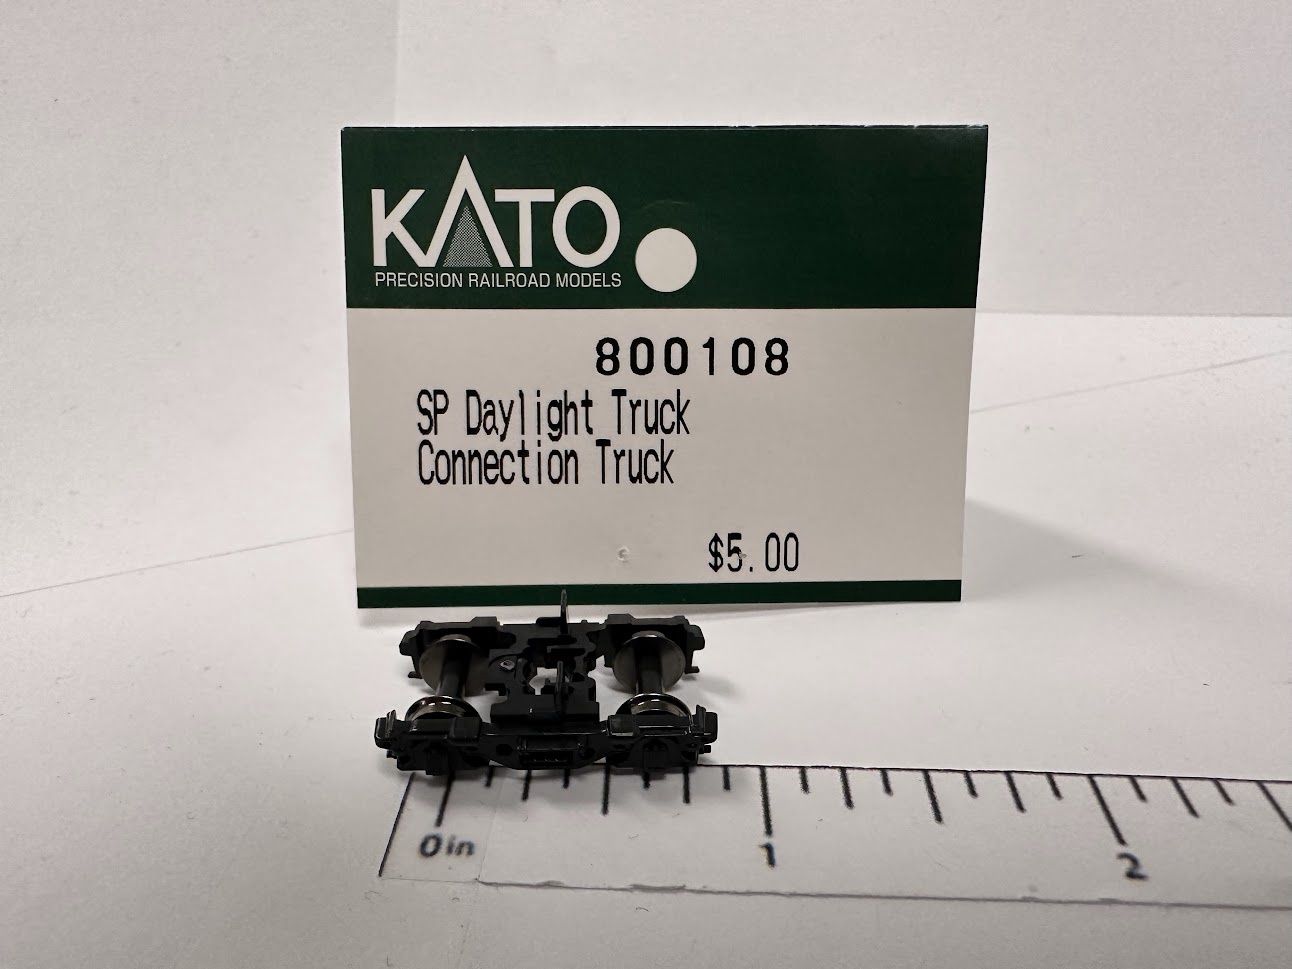 KATO
PRECISION RAILROAD MODELS
800108
SP Daylight Truck
Connection Truck
$5.00
0in
1
2